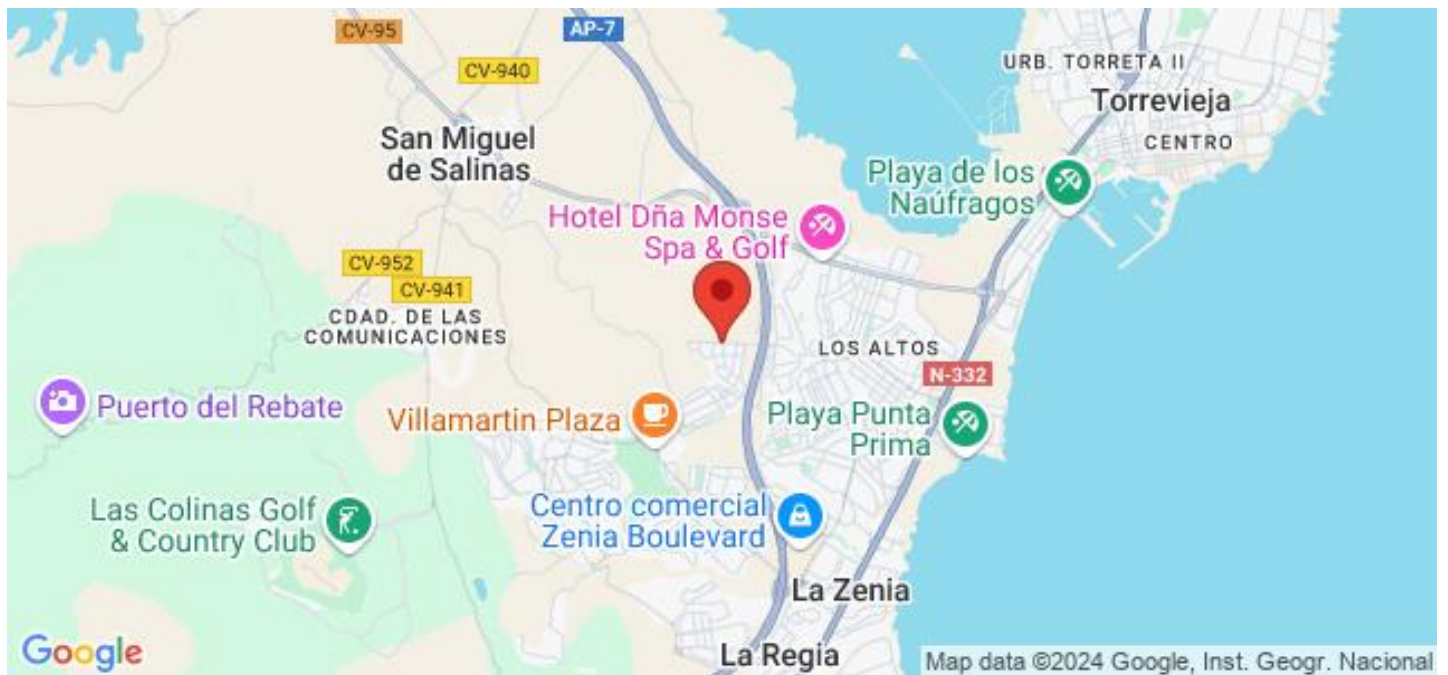 CV-95
AP-7
CV-940
URB. TORRETA II
Torrevieja
CENTRO
San Miguel
de Salinas
Playa de los
Naúfragos
Hotel Dña Monse
Spa & Golf
CV-952
CV-941
CDAD. DE LAS
COMUNICACIONES
LOS ALTOS
N-332
Puerto del Rebate
Villamartin Plaza
Playa Punta
Prima
Las Colinas Golf
& Country Club
Centro comercial
Zenia Boulevard
La Zenia
La Regia
Google
Map data ©2024 Google, Inst. Geogr. Nacional